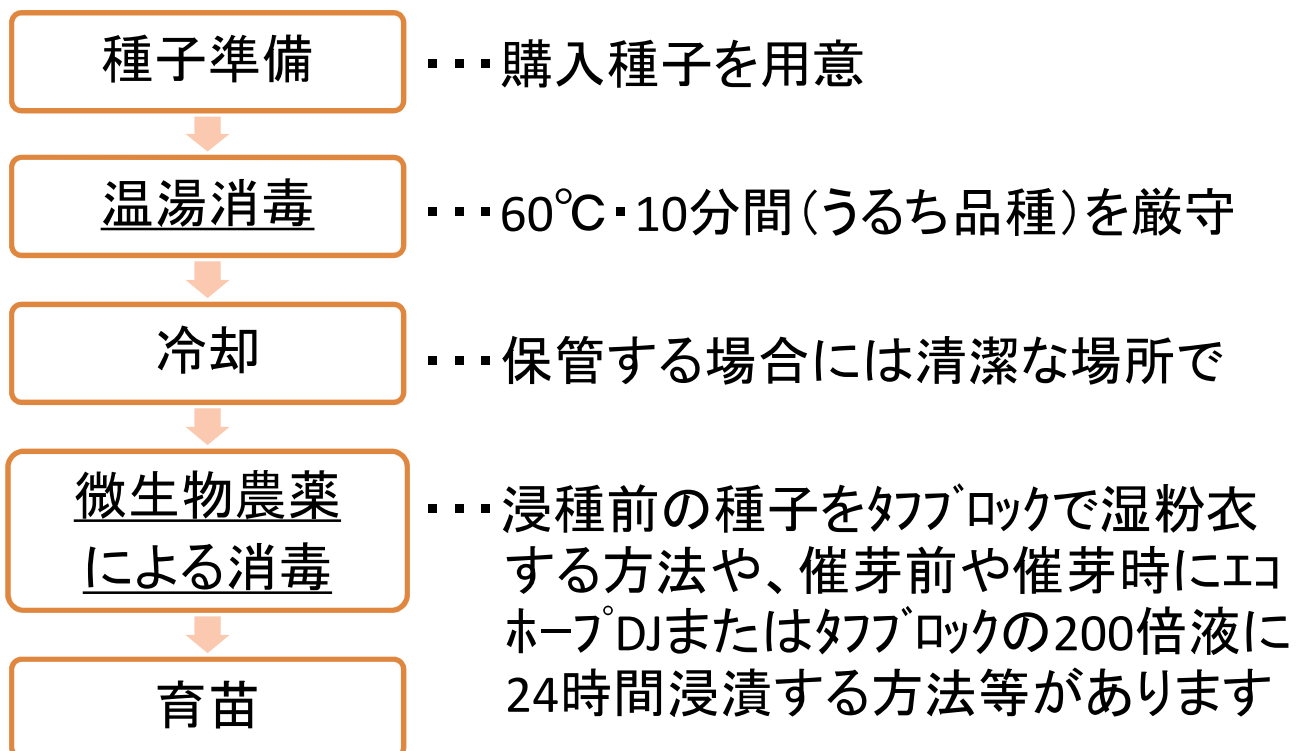 種子準備
・・・購入種子を用意
温湯消毒
・・・60℃・10分間(うるち品種)を厳守
冷却
・・・保管する場合には清潔な場所で
微生物農薬
による消毒
・・・浸種前の種子をﾀﾌﾌﾞﾛｯｸで湿粉衣
する方法や、催芽前や催芽時にｴｺ
ﾎｰﾌﾟDJまたはﾀﾌﾌﾞﾛｯｸの200倍液に
24時間浸漬する方法等があります
育苗